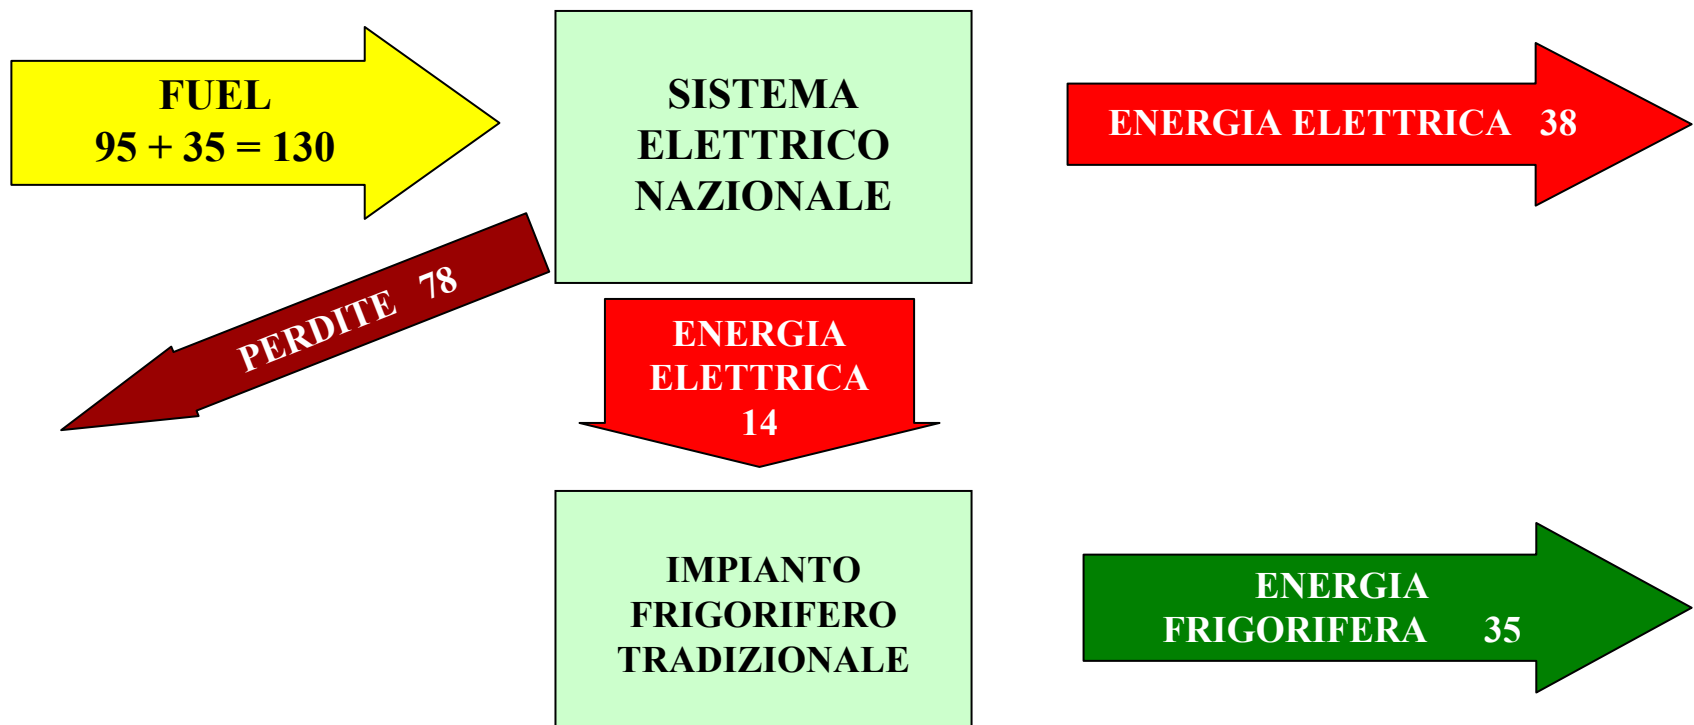 FUEL
95 + 35 = 130
SISTEMA
ELETTRICO
NAZIONALE
ENERGIA ELETTRICA 38
PERDITE 78
ENERGIA
ELETTRICA
14
IMPIANTO
FRIGORIFERO
TRADIZIONALE
ENERGIA
FRIGORIFERA 35